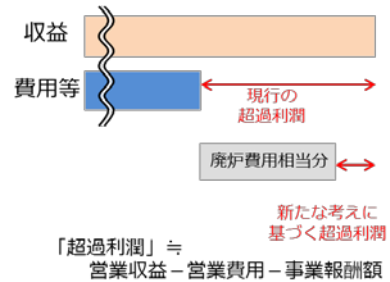 収益
費用等
現行の
超過利潤
廃炉費用相当分
新たな考えに
基づく超過利潤
「超過利潤」≒
営業収益－営業費用－事業報酬額